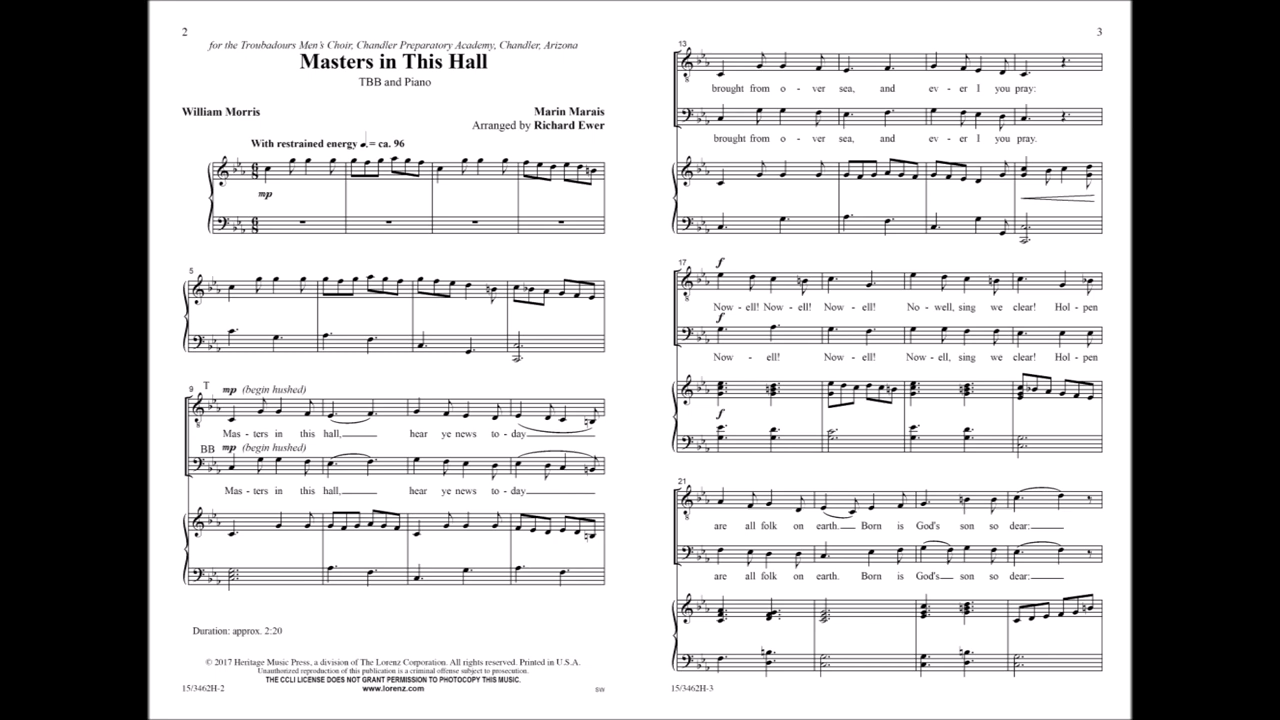 2
for the Troubadours Men's Choir, Chandler Preparatory Academy, Chandler, Arizona
Masters in This Hall
TBB and Piano
William Morris
Marin Marais
Arranged by Richard Ewer
With restrained energy ♩. = ca. 96
mp
5
9
T mp (begin hushed)
Mas - ters in this hall, hear ye news to - day
BB mp (begin hushed)
Mas - ters in this hall, hear ye news to - day
Duration: approx. 2:20
© 2017 Heritage Music Press, a division of The Lorenz Corporation. All rights reserved. Printed in U.S.A.
Unauthorized reproduction of this publication is a criminal offense subject to prosecution.
THE CCLI LICENSE DOES NOT GRANT PERMISSION TO PHOTOCOPY THIS MUSIC.
www.lorenz.com
15/3462H-2
SW
3
13
brought from o - ver sea, and ev - er I you pray:
brought from o - ver sea, and ev - er I you pray.
17
f
Now - ell! Now - ell! Now - ell! No - well, sing we clear! Hol - pen
f
Now - ell! Now - ell! Now - ell, sing we clear! Hol - pen
f
21
are all folk on earth. Born is God's son so dear:
are all folk on earth. Born is God's son so dear:
15/3462H-3